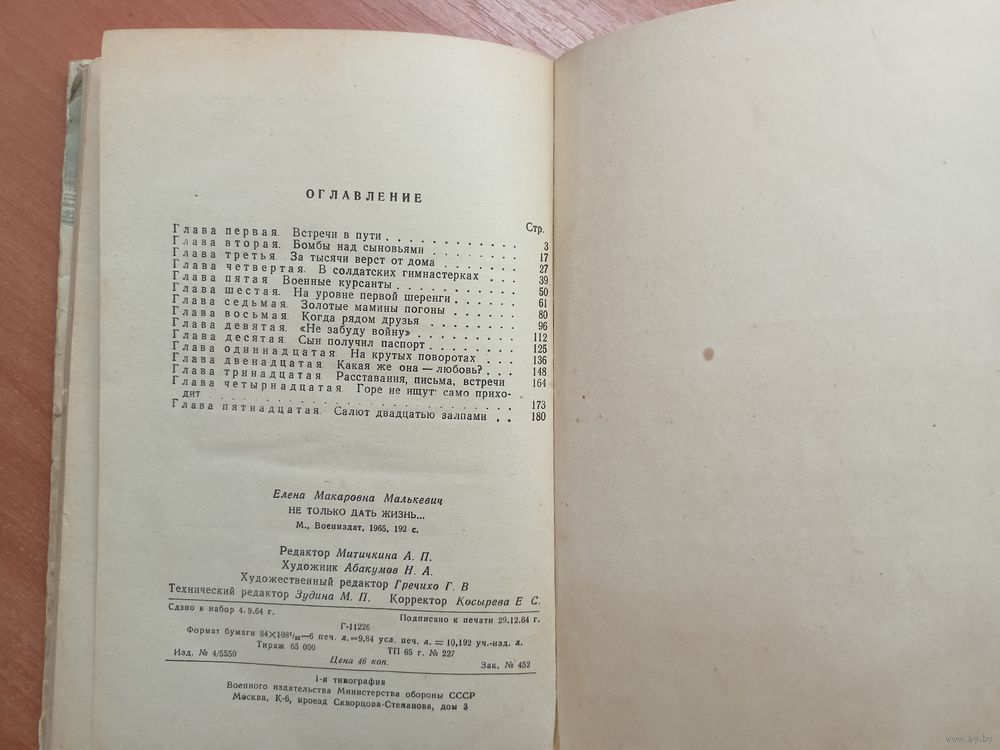 ОГЛАВЛЕНИЕ
Стр.
Глава первая. Встречи в пути . . . . . . . . . . . . 3
Глава вторая. Бомбы над сыновьями . . . . . . . . 17
Глава третья. За тысячи верст от дома . . . . . . . 27
Глава четвертая. В солдатских гимнастерках . . . 39
Глава пятая. Военные курсанты . . . . . . . . . . 50
Глава шестая. На уровне первой шеренги . . . . . . 61
Глава седьмая. Золотые мамины погоны . . . . . . 80
Глава восьмая. Когда рядом друзья . . . . . . . . 96
Глава девятая. «Не забуду войну» . . . . . . . . . 112
Глава десятая. Сын получил паспорт . . . . . . . . 125
Глава одиннадцатая. На крутых поворотах . . . . 136
Глава двенадцатая. Какая же она — любовь? . . . 148
Глава тринадцатая. Расставания, письма, встречи 164
Глава четырнадцатая. Горе не ищут: само прихо-
дит . . . . . . . . . . . . . . . . . . . . . . 173
Глава пятнадцатая. Салют двадцатью залпами . . 180
Елена Макаровна Малькевич
НЕ ТОЛЬКО ДАТЬ ЖИЗНЬ...
М., Воениздат, 1965, 192 с.
Редактор Митичкина А. П.
Художник Абакумов Н. А.
Художественный редактор Гречихо Г. В
Технический редактор Зудина М. П. Корректор Косырева Е С.
Сдано в набор 4.9.64 г. Подписано к печати 29.12.64 г.
Г-11226
Формат бумаги 84×108¹/₃₂—6 печ. л.=9,84 усл. печ. л. = 10,192 уч.-изд. л.
Тираж 65 000 ТП 65 г. № 227
Изд. № 4/5550 Цена 46 коп. Зак. № 452
1-я типография
Военного издательства Министерства обороны СССР
Москва, К-6, проезд Скворцова-Степанова, дом 3
www.ay.by